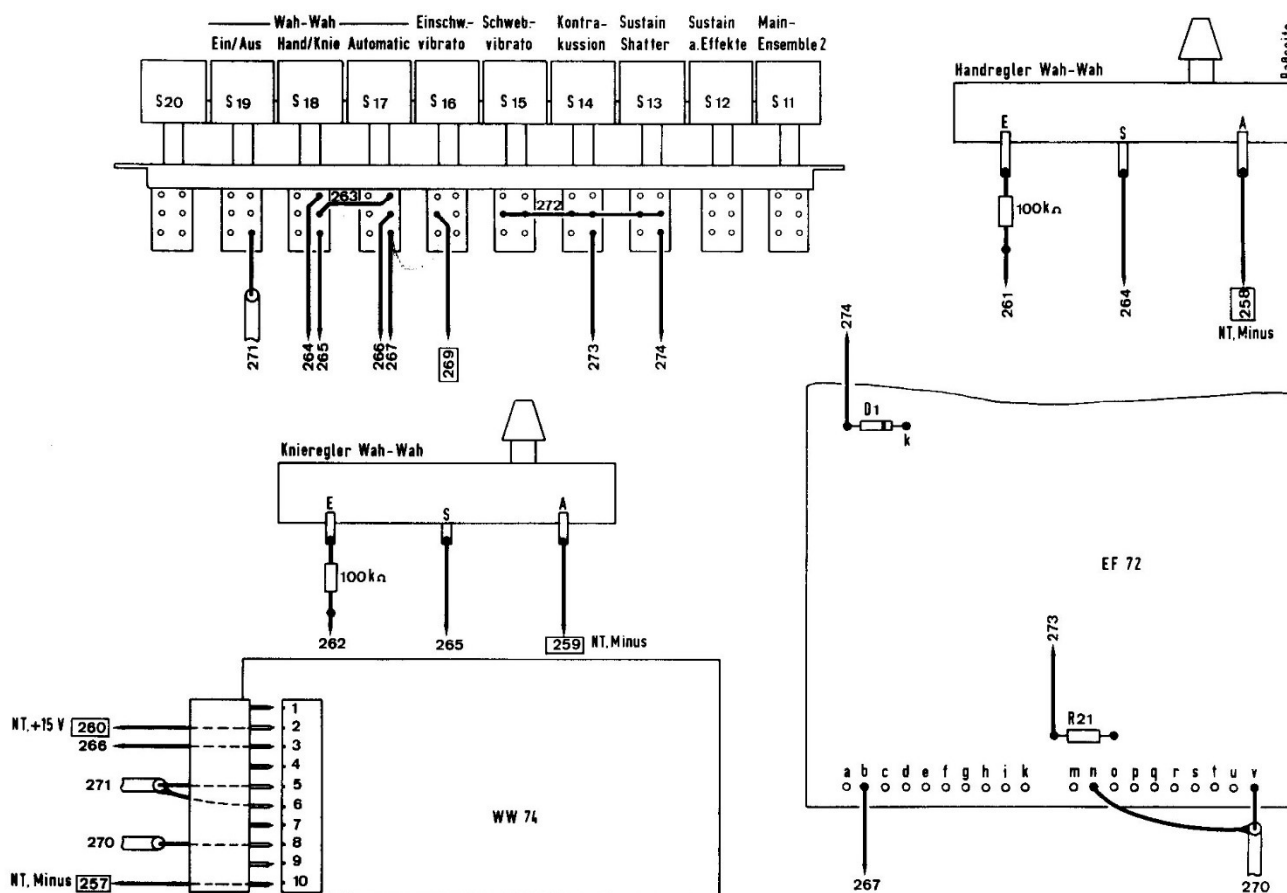 Wah-Wah Einschw.- Schweb.- Kontra- Sustain Sustain Main-
Ein/Aus Hand/Knie Automatic vibrato vibrato kussion Shatter a.Effekte Ensemble 2
S20 S19 S18 S17 S16 S15 S14 S13 S12 S11
263 272
271 264 265 266 267 269 273 274
Handregler Wah-Wah
E S A
100kΩ
261 264 258
NT, Minus
Knieregler Wah-Wah
E S A
100kΩ
262 265 259 NT, Minus
274
D1
k
EF 72
273
R21
a b c d e f g h i k m n o p q r s t u v
267 270
NT,+15 V 260
266
271
270
NT, Minus 257
1
2
3
4
5
6
7
8
9
10
WW 74